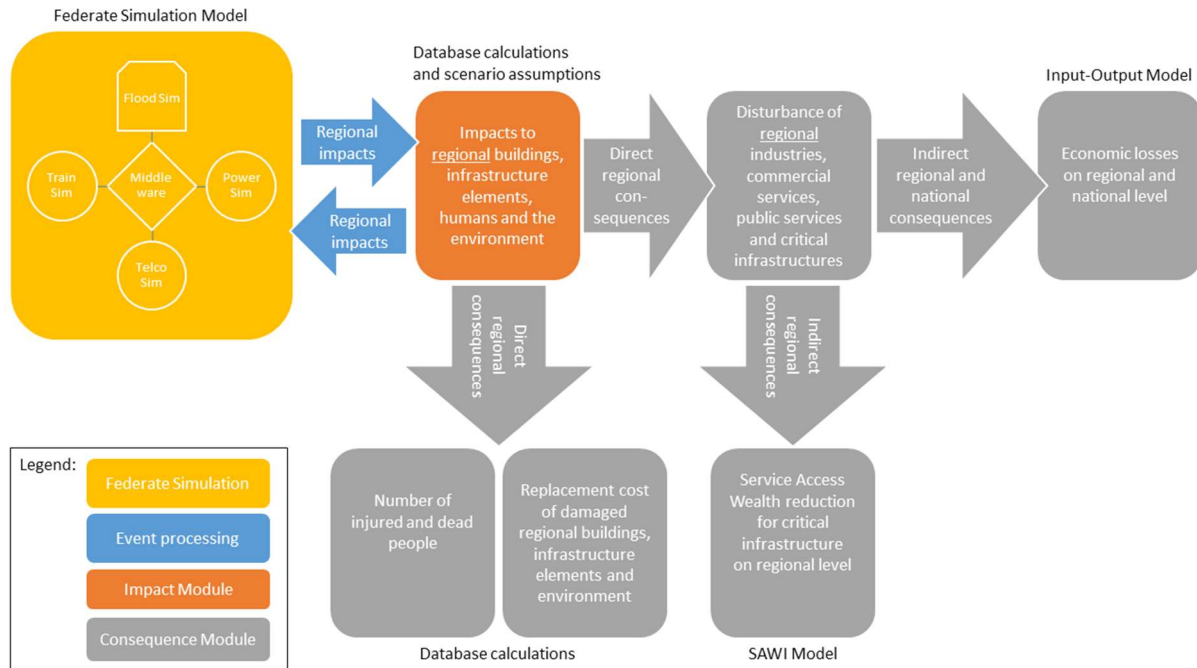 Federate Simulation Model
Flood Sim
Train
Sim
Middle
ware
Power
Sim
Telco
Sim
Regional
impacts
Regional
impacts
Database calculations
and scenario assumptions
Impacts to
regional buildings,
infrastructure
elements,
humans and the
environment
Direct
regional
con-
sequences
Disturbance of
regional
industries,
commercial
services,
public services
and critical
infrastructures
Indirect
regional and
national
consequences
Input-Output Model
Economic losses
on regional and
national level
Direct
regional
consequences
Indirect
regional
consequences
Legend:
Federate Simulation
Event processing
Impact Module
Consequence Module
Number of
injured and dead
people
Replacement cost
of damaged
regional buildings,
infrastructure
elements and
environment
Database calculations
Service Access
Wealth reduction
for critical
infrastructure
on regional level
SAWI Model